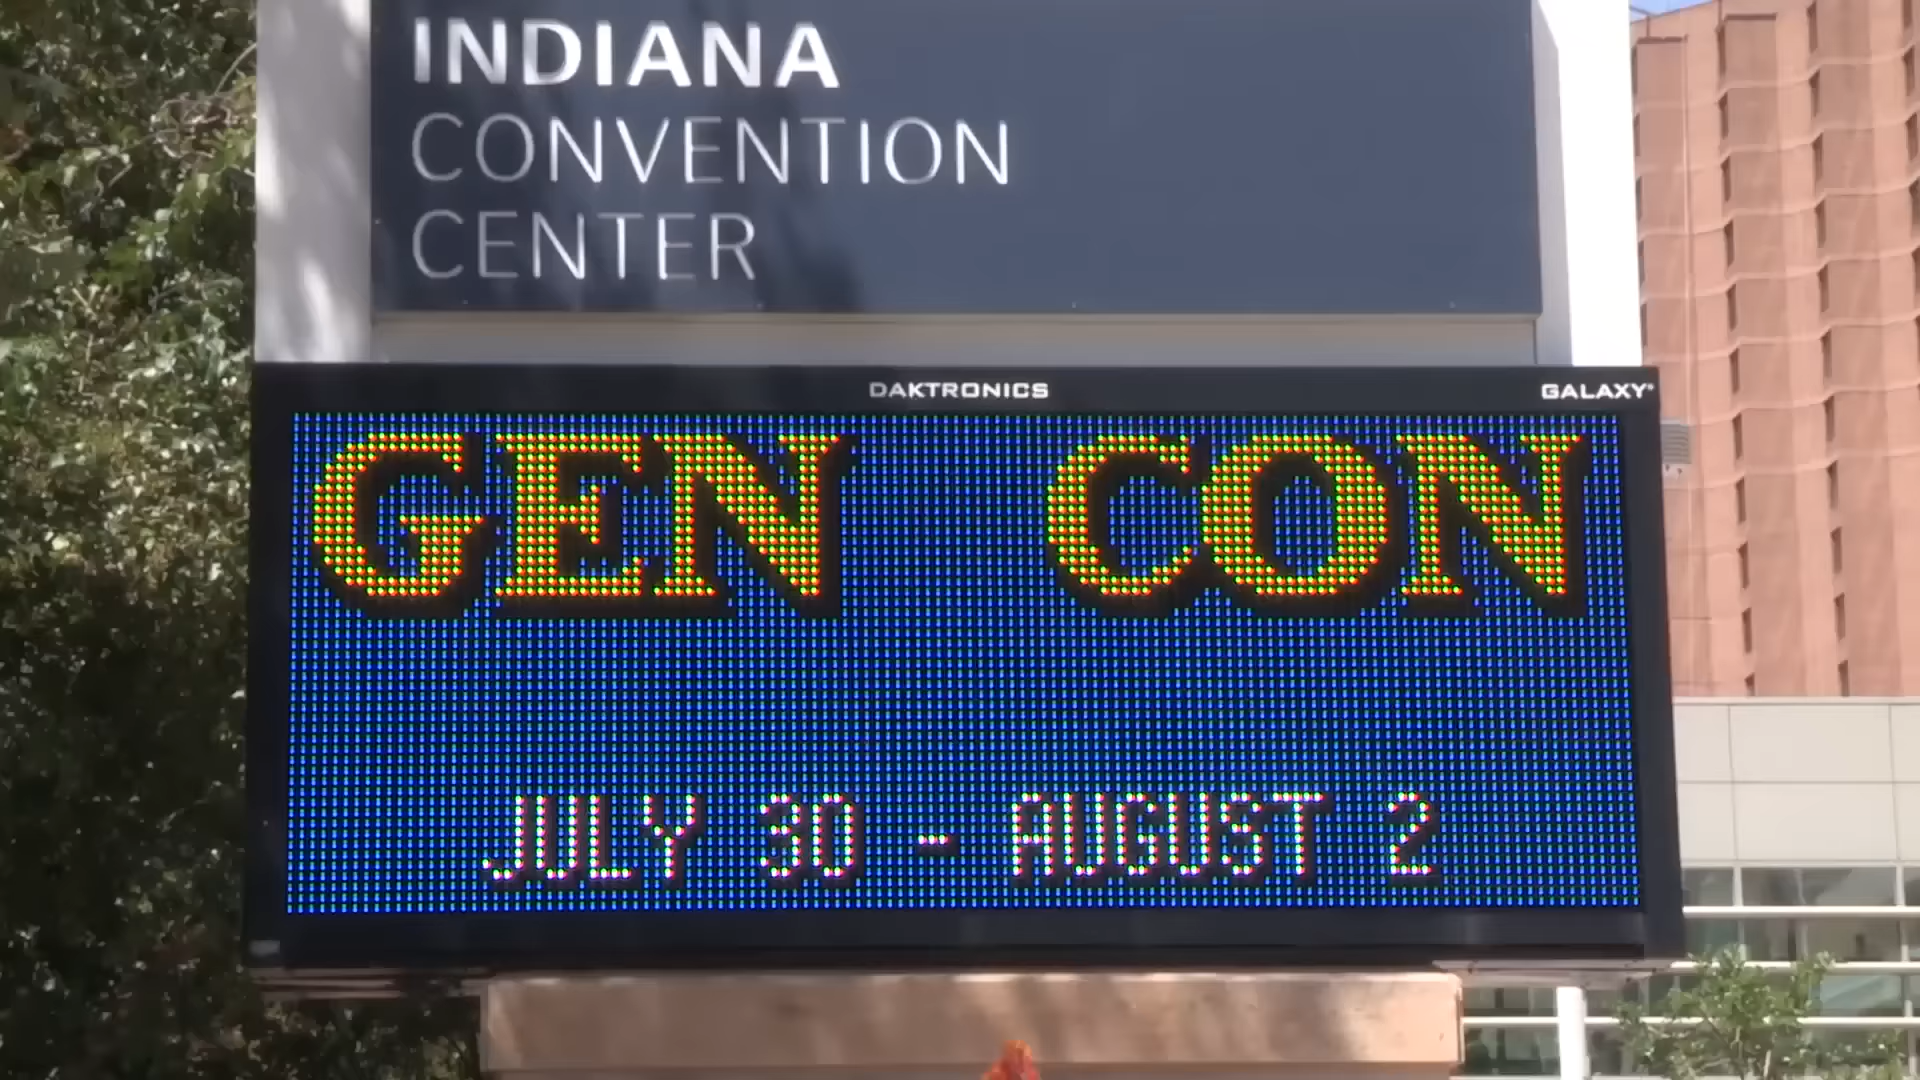 INDIANA
CONVENTION
CENTER
DAKTRONICS GALAXY®
GEN CON
JULY 30 - AUGUST 2